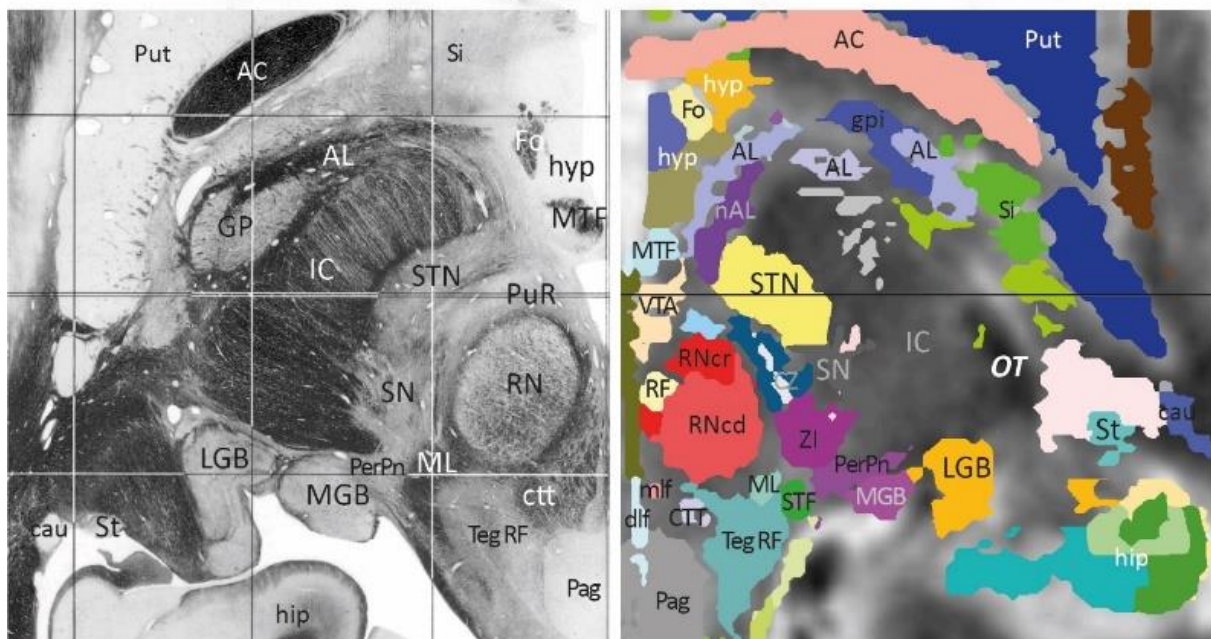 Put
AC
Si
Fo
hyp
AL
GP
MTF
IC
STN
PuR
SN
RN
LGB
PerPn
ML
MGB
ctt
cau
St
Teg RF
Pag
hip
AC
Put
hyp
Fo
gpi
hyp
AL
AL
AL
nAL
Si
MTF
STN
VTA
IC
RNcr
SN
OT
RF
CZ
RNcd
cau
ZI
St
PerPn
LGB
ML
mlf
STF
MGB
dlf
CTT
Teg RF
hip
Pag